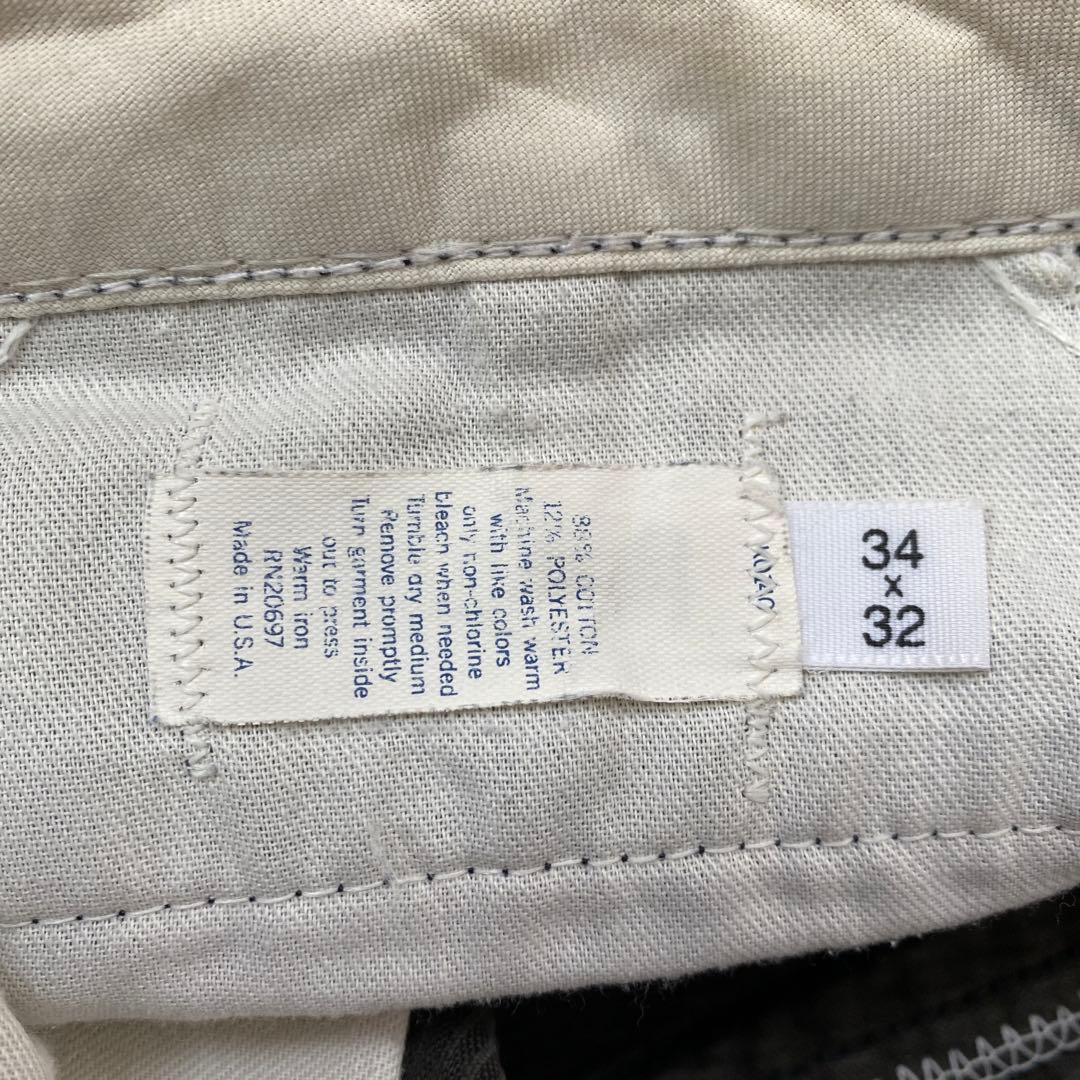 88% COTTON
12% POLYESTER
Machine wash warm
with like colors
only non-chlorine
bleach when needed
Tumble dry medium
Remove promptly
Turn garment inside
out to press
Warm iron
RN20697
Made in U.S.A.
34
x
32